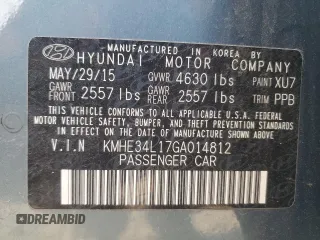 MANUFACTURED IN KOREA BY
HYUNDAI MOTOR COMPANY
MAY/29/15 GVWR 4630 lbs PAINT XU7
GAWR FRONT 2557 lbs GAWR REAR 2557 lbs TRIM PPB
THIS VEHICLE CONFORMS TO ALL APPLICABLE FEDERAL
MOTOR VEHICLE SAFETY, BUMPER, AND THEFT PREVENTION
STANDARDS IN EFFECT ON THE DATE OF MANUFACTURE SHOWN ABOVE.
V.I.N KMHE34L17GA014812
PASSENGER CAR
© DREAMBID
DREAMBID.COM